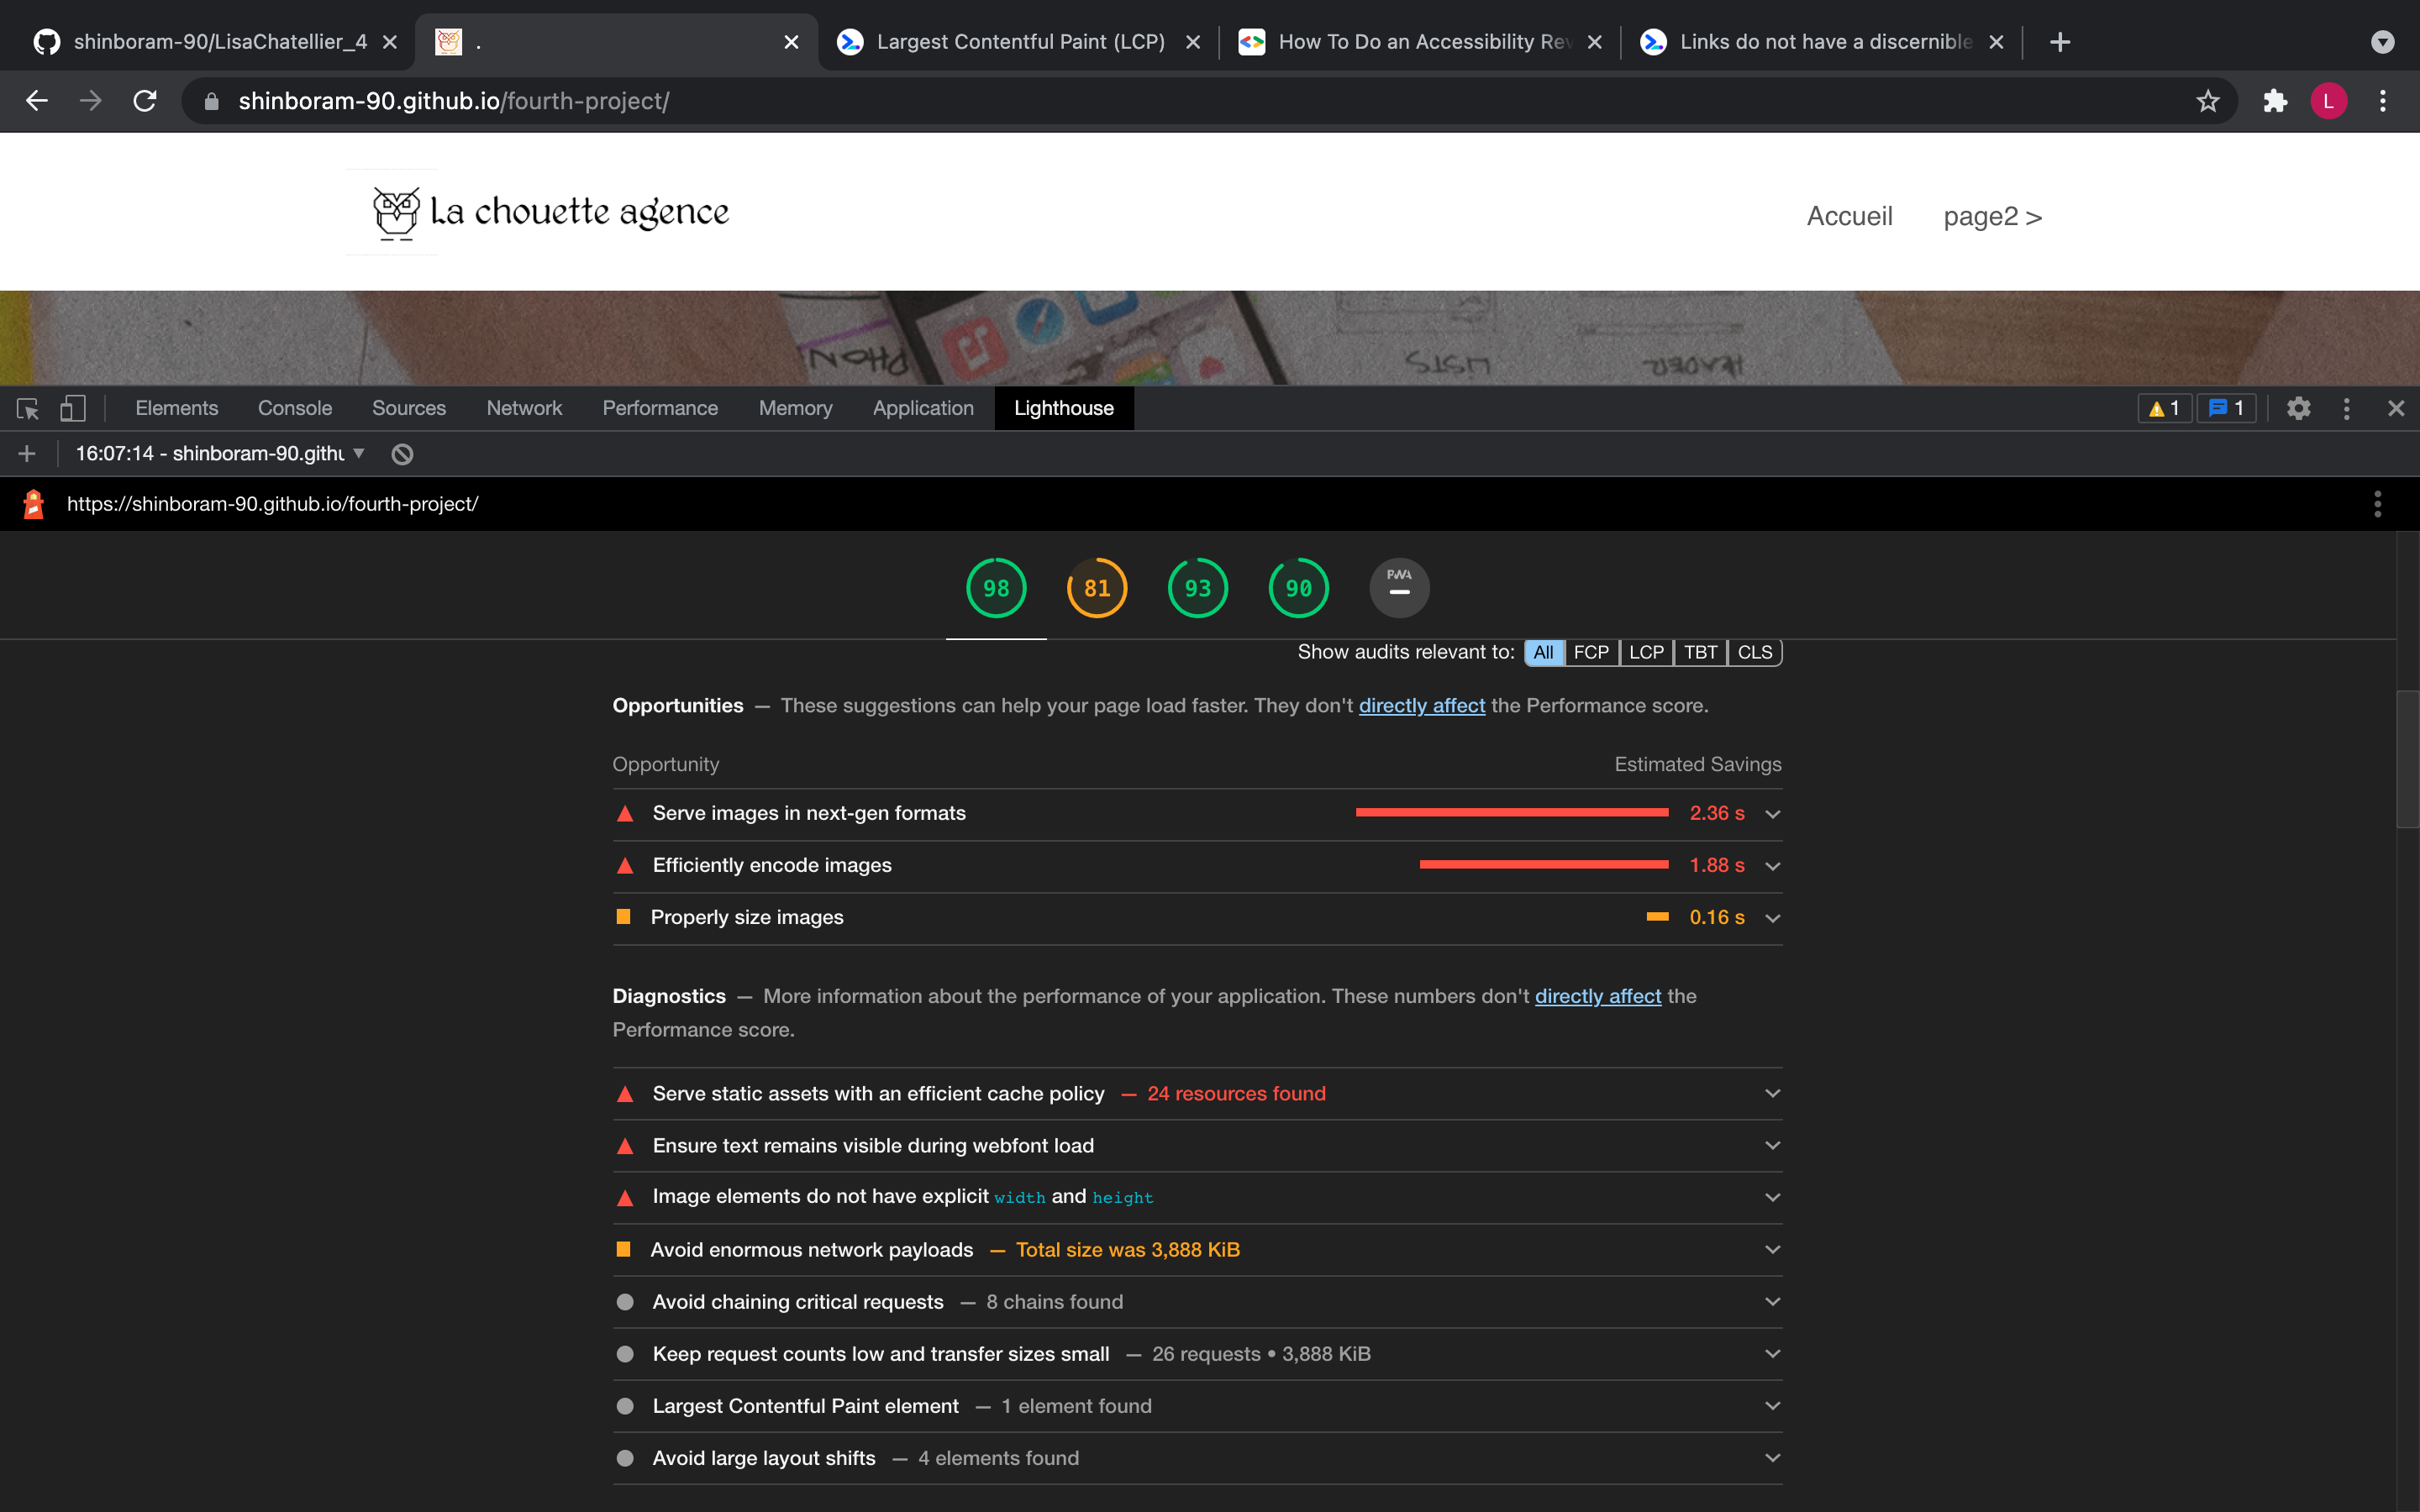 shinboram-90/LisaChatellier_4
.
Largest Contentful Paint (LCP)
How To Do an Accessibility Rev
Links do not have a discernible
shinboram-90.github.io/fourth-project/
L
La chouette agence
Accueil
page2 >
PHON
LISTS
HEADER
Elements
Console
Sources
Network
Performance
Memory
Application
Lighthouse
1
1
16:07:14 - shinboram-90.githu
https://shinboram-90.github.io/fourth-project/
98
81
93
90
PWA
Show audits relevant to: All FCP LCP TBT CLS
Opportunities — These suggestions can help your page load faster. They don't directly affect the Performance score.
Opportunity Estimated Savings
Serve images in next-gen formats 2.36 s
Efficiently encode images 1.88 s
Properly size images 0.16 s
Diagnostics — More information about the performance of your application. These numbers don't directly affect the
Performance score.
Serve static assets with an efficient cache policy — 24 resources found
Ensure text remains visible during webfont load
Image elements do not have explicit width and height
Avoid enormous network payloads — Total size was 3,888 KiB
Avoid chaining critical requests — 8 chains found
Keep request counts low and transfer sizes small — 26 requests • 3,888 KiB
Largest Contentful Paint element — 1 element found
Avoid large layout shifts — 4 elements found